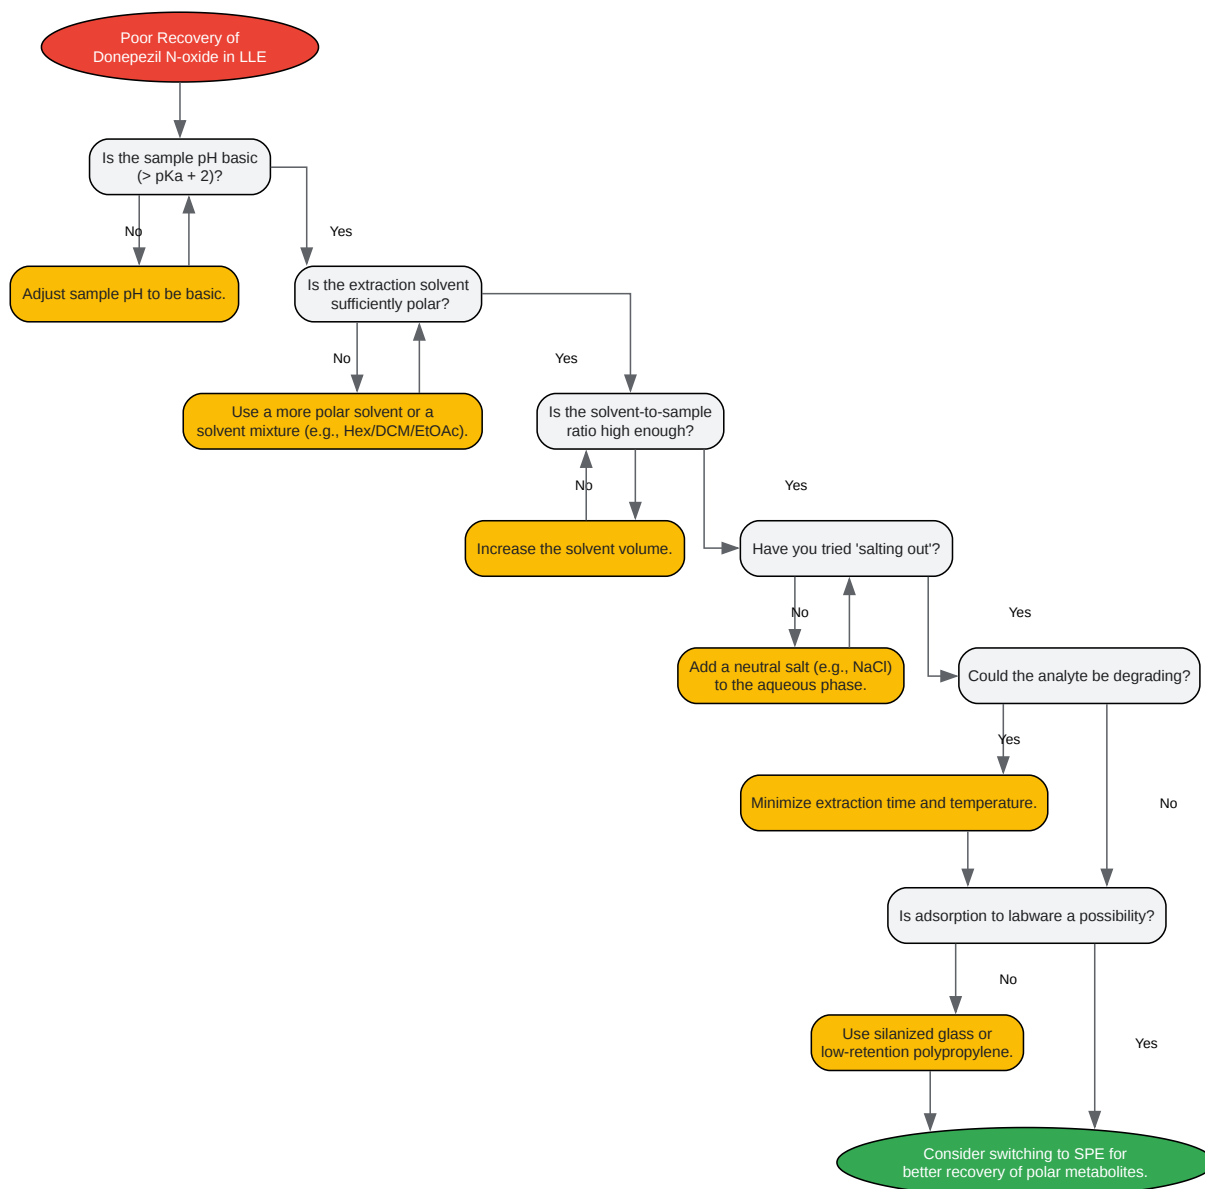 Poor Recovery of
Donepezil N-oxide in LLE
Is the sample pH basic
(> pKa + 2)?
No
Yes
Adjust sample pH to be basic.
Is the extraction solvent
sufficiently polar?
No
Yes
Use a more polar solvent or a
solvent mixture (e.g., Hex/DCM/EtOAc).
Is the solvent-to-sample
ratio high enough?
No
Yes
Increase the solvent volume.
Have you tried 'salting out'?
No
Yes
Add a neutral salt (e.g., NaCl)
to the aqueous phase.
Could the analyte be degrading?
Yes
Minimize extraction time and temperature.
No
Is adsorption to labware a possibility?
No
Use silanized glass or
low-retention polypropylene.
Yes
Consider switching to SPE for
better recovery of polar metabolites.